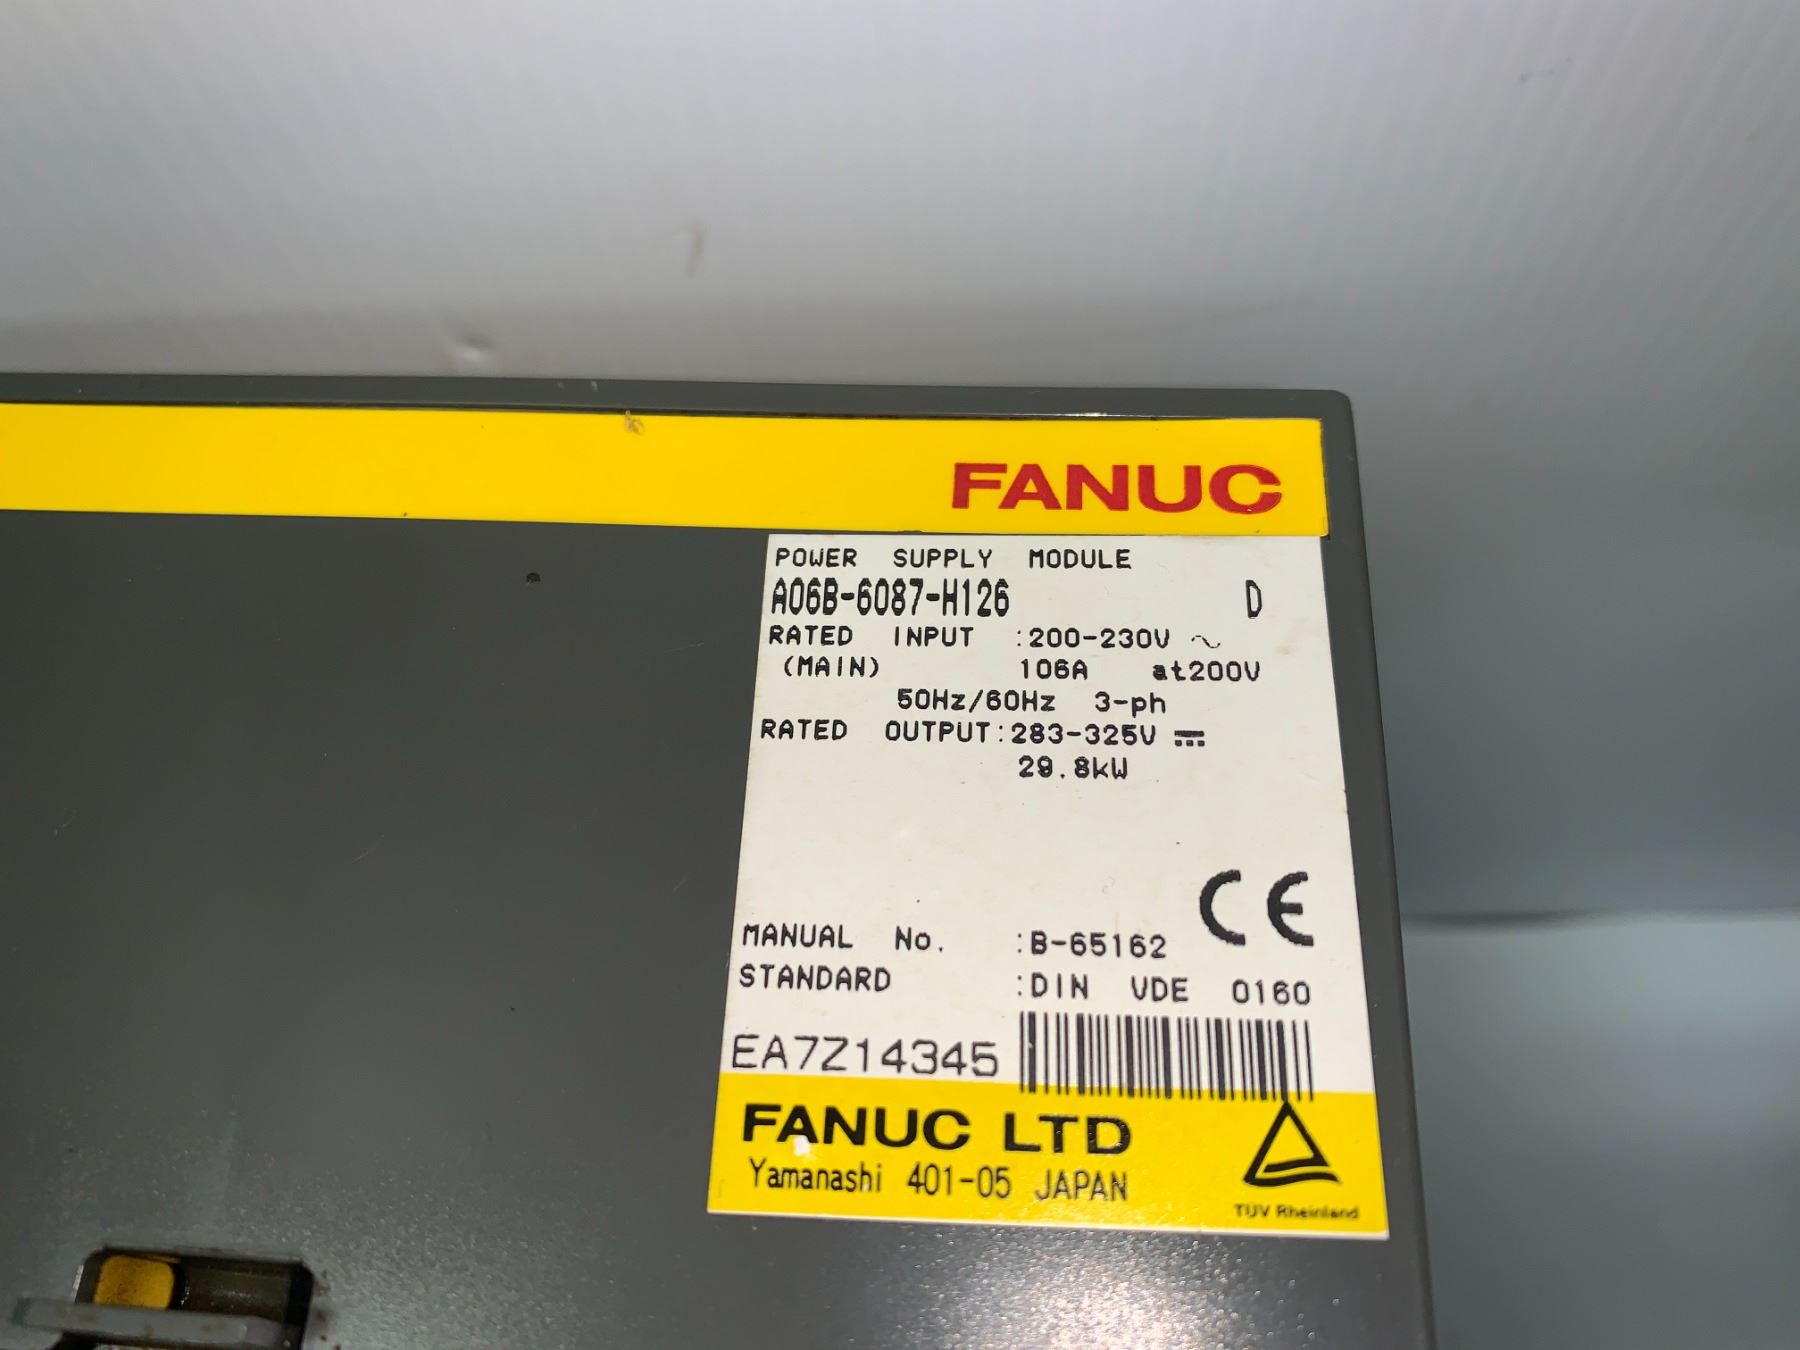 FANUC
POWER SUPPLY MODULE
A06B-6087-H126 D
RATED INPUT :200-230V ~
(MAIN) 106A at200V
50Hz/60Hz 3-ph
RATED OUTPUT:283-325V ⎓
29.8kW
CE
MANUAL No. :B-65162
STANDARD :DIN VDE 0160
EA7Z14345
FANUC LTD
Yamanashi 401-05 JAPAN
TÜV Rheinland